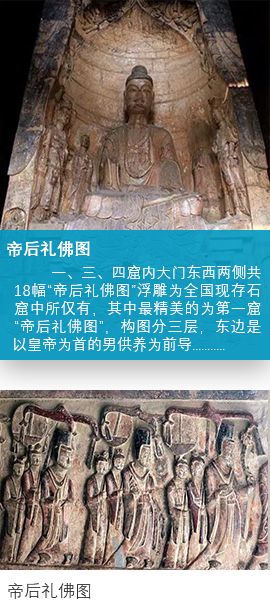 帝后礼佛图
一、三、四窟内大门东西两侧共
18幅“帝后礼佛图”浮雕为全国现存石
窟中所仅有，其中最精美的为第一窟
“帝后礼佛图”，构图分三层，东边是
以皇帝为首的男供养为前导...........
帝后礼佛图